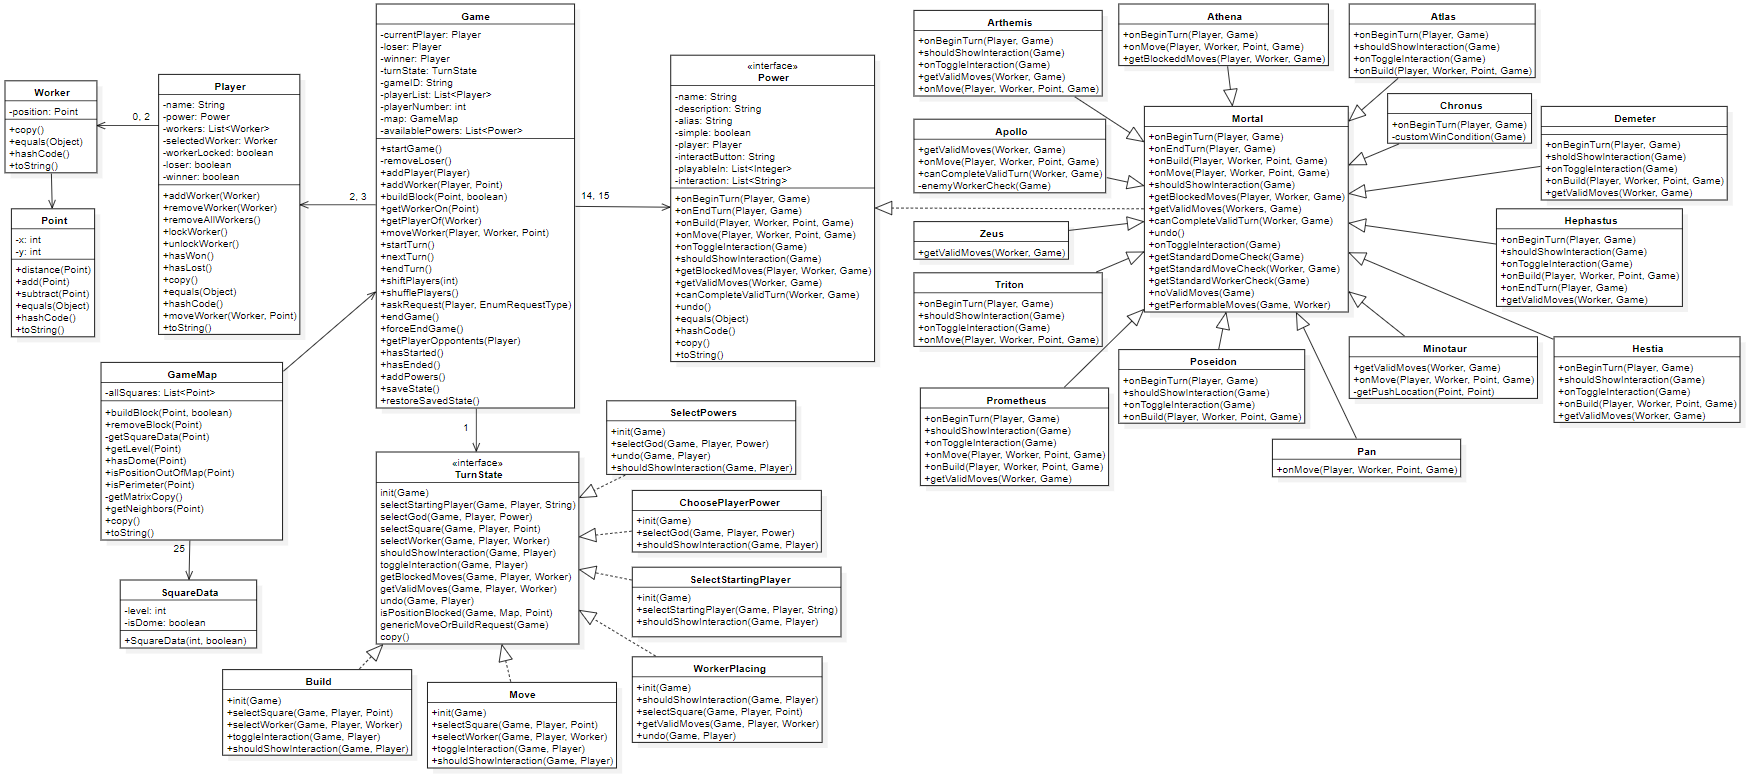 Worker
-position: Point
+copy()
+equals(Object)
+hashCode()
+toString()
Point
-x: int
-y: int
+distance(Point)
+add(Point)
+subtract(Point)
+equals(Object)
+hashCode()
+toString()
0, 2
Player
-name: String
-power: Power
-workers: List<Worker>
-selectedWorker: Worker
-workerLocked: boolean
-loser: boolean
-winner: boolean
+addWorker(Worker)
+removeWorker(Worker)
+removeAllWorkers()
+lockWorker()
+unlockWorker()
+hasWon()
+hasLost()
+copy()
+equals(Object)
+hashCode()
+moveWorker(Worker, Point)
+toString()
2, 3
GameMap
-allSquares: List<Point>
+buildBlock(Point, boolean)
+removeBlock(Point)
-getSquareData(Point)
+getLevel(Point)
+hasDome(Point)
+isPositionOutOfMap(Point)
+isPerimeter(Point)
-getMatrixCopy()
+getNeighbors(Point)
+copy()
+toString()
25
SquareData
-level: int
-isDome: boolean
+SquareData(int, boolean)
Game
-currentPlayer: Player
-loser: Player
-winner: Player
-turnState: TurnState
-gameID: String
-playerList: List<Player>
-playerNumber: int
-map: GameMap
-availablePowers: List<Power>
+startGame()
-removeLoser()
+addPlayer(Player)
+addWorker(Player, Point)
+buildBlock(Point, boolean)
+getWorkerOn(Point)
+getPlayerOf(Worker)
+moveWorker(Player, Worker, Point)
+startTurn()
+nextTurn()
+endTurn()
+shiftPlayers(int)
+shufflePlayers()
+askRequest(Player, EnumRequestType)
+endGame()
+forceEndGame()
+getPlayerOppontents(Player)
+hasStarted()
+hasEnded()
+addPowers()
+saveState()
+restoreSavedState()
14, 15
1
«interface»
Power
-name: String
-description: String
-alias: String
-simple: boolean
-player: Player
-interactButton: String
-playableIn: List<Integer>
-interaction: List<String>
+onBeginTurn(Player, Game)
+onEndTurn(Player, Game)
+onBuild(Player, Worker, Point, Game)
+onMove(Player, Worker, Point, Game)
+onToggleInteraction(Game)
+shouldShowInteraction(Game)
+getBlockedMoves(Player, Worker, Game)
+getValidMoves(Worker, Game)
+canCompleteValidTurn(Worker, Game)
+undo()
+equals(Object)
+hashCode()
+copy()
+toString()
«interface»
TurnState
init(Game)
selectStartingPlayer(Game, Player, String)
selectGod(Game, Player, Power)
selectSquare(Game, Player, Point)
selectWorker(Game, Player, Worker)
shouldShowInteraction(Game, Player)
toggleInteraction(Game, Player)
getBlockedMoves(Game, Player, Worker)
getValidMoves(Game, Player, Worker)
undo(Game, Player)
isPositionBlocked(Game, Map, Point)
genericMoveOrBuildRequest(Game)
copy()
Build
+init(Game)
+selectSquare(Game, Player, Point)
+selectWorker(Game, Player, Worker)
+toggleInteraction(Game, Player)
+shouldShowInteraction(Game, Player)
Move
+init(Game)
+selectSquare(Game, Player, Point)
+selectWorker(Game, Player, Worker)
+toggleInteraction(Game, Player)
+shouldShowInteraction(Game, Player)
SelectPowers
+init(Game)
+selectGod(Game, Player, Power)
+undo(Game, Player)
+shouldShowInteraction(Game, Player)
ChoosePlayerPower
+init(Game)
+selectGod(Game, Player, Power)
+shouldShowInteraction(Game, Player)
SelectStartingPlayer
+init(Game)
+selectStartingPlayer(Game, Player, String)
+shouldShowInteraction(Game, Player)
WorkerPlacing
+init(Game)
+shouldShowInteraction(Game, Player)
+selectSquare(Game, Player, Point)
+getValidMoves(Game, Player, Worker)
+undo(Game, Player)
Arthemis
+onBeginTurn(Player, Game)
+shouldShowInteraction(Game)
+onToggleInteraction(Game)
+getValidMoves(Worker, Game)
+onMove(Player, Worker, Point, Game)
Apollo
+getValidMoves(Worker, Game)
+onMove(Player, Worker, Point, Game)
+canCompleteValidTurn(Worker, Game)
-enemyWorkerCheck(Game)
Zeus
+getValidMoves(Worker, Game)
Triton
+onBeginTurn(Player, Game)
+shouldShowInteraction(Game)
+onToggleInteraction(Game)
+onMove(Player, Worker, Point, Game)
Prometheus
+onBeginTurn(Player, Game)
+shouldShowInteraction(Game)
+onToggleInteraction(Game)
+onMove(Player, Worker, Point, Game)
+onBuild(Player, Worker, Point, Game)
+getValidMoves(Worker, Game)
Athena
+onBeginTurn(Player, Game)
+onMove(Player, Worker, Point, Game)
+getBlockeddMoves(Player, Worker, Game)
Mortal
+onBeginTurn(Player, Game)
+onEndTurn(Player, Game)
+onBuild(Player, Worker, Point, Game)
+onMove(Player, Worker, Point, Game)
+shouldShowInteraction(Game)
+getBlockedMoves(Player, Worker, Game)
+getValidMoves(Workers, Game)
+canCompleteValidTurn(Worker, Game)
+undo()
+onToggleInteraction(Game)
+getStandardDomeCheck(Game)
+getStandardMoveCheck(Worker, Game)
+getStandardWorkerCheck(Game)
+noValidMoves(Game)
+getPerformableMoves(Game, Worker)
Poseidon
+onBeginTurn(Player, Game)
+shouldShowInteraction(Game)
+onToggleInteraction(Game)
+onBuild(Player, Worker, Point, Game)
Pan
+onMove(Player, Worker, Point, Game)
Atlas
+onBeginTurn(Player, Game)
+shouldShowInteraction(Game)
+onToggleInteraction(Game)
+onBuild(Player, Worker, Point, Game)
Chronus
+onBeginTurn(Player, Game)
-customWinCondition(Game)
Demeter
+onBeginTurn(Player, Game)
+sholdShowInteraction(Game)
+onToggleInteraction(Game)
+onBuild(Player, Worker, Point, Game)
+getValidMoves(Worker, Game)
Hephastus
+onBeginTurn(Player, Game)
+shouldShowInteraction(Game)
+onToggleInteraction(Game)
+onBuild(Player, Worker, Point, Game)
+onEndTurn(Player, Game)
+getValidMoves(Worker, Game)
Minotaur
+getValidMoves(Worker, Game)
+onMove(Player, Worker, Point, Game)
-getPushLocation(Point, Point)
Hestia
+onBeginTurn(Player, Game)
+shouldShowInteraction(Game)
+onToggleInteraction(Game)
+onBuild(Player, Worker, Point, Game)
+getValidMoves(Worker, Game)